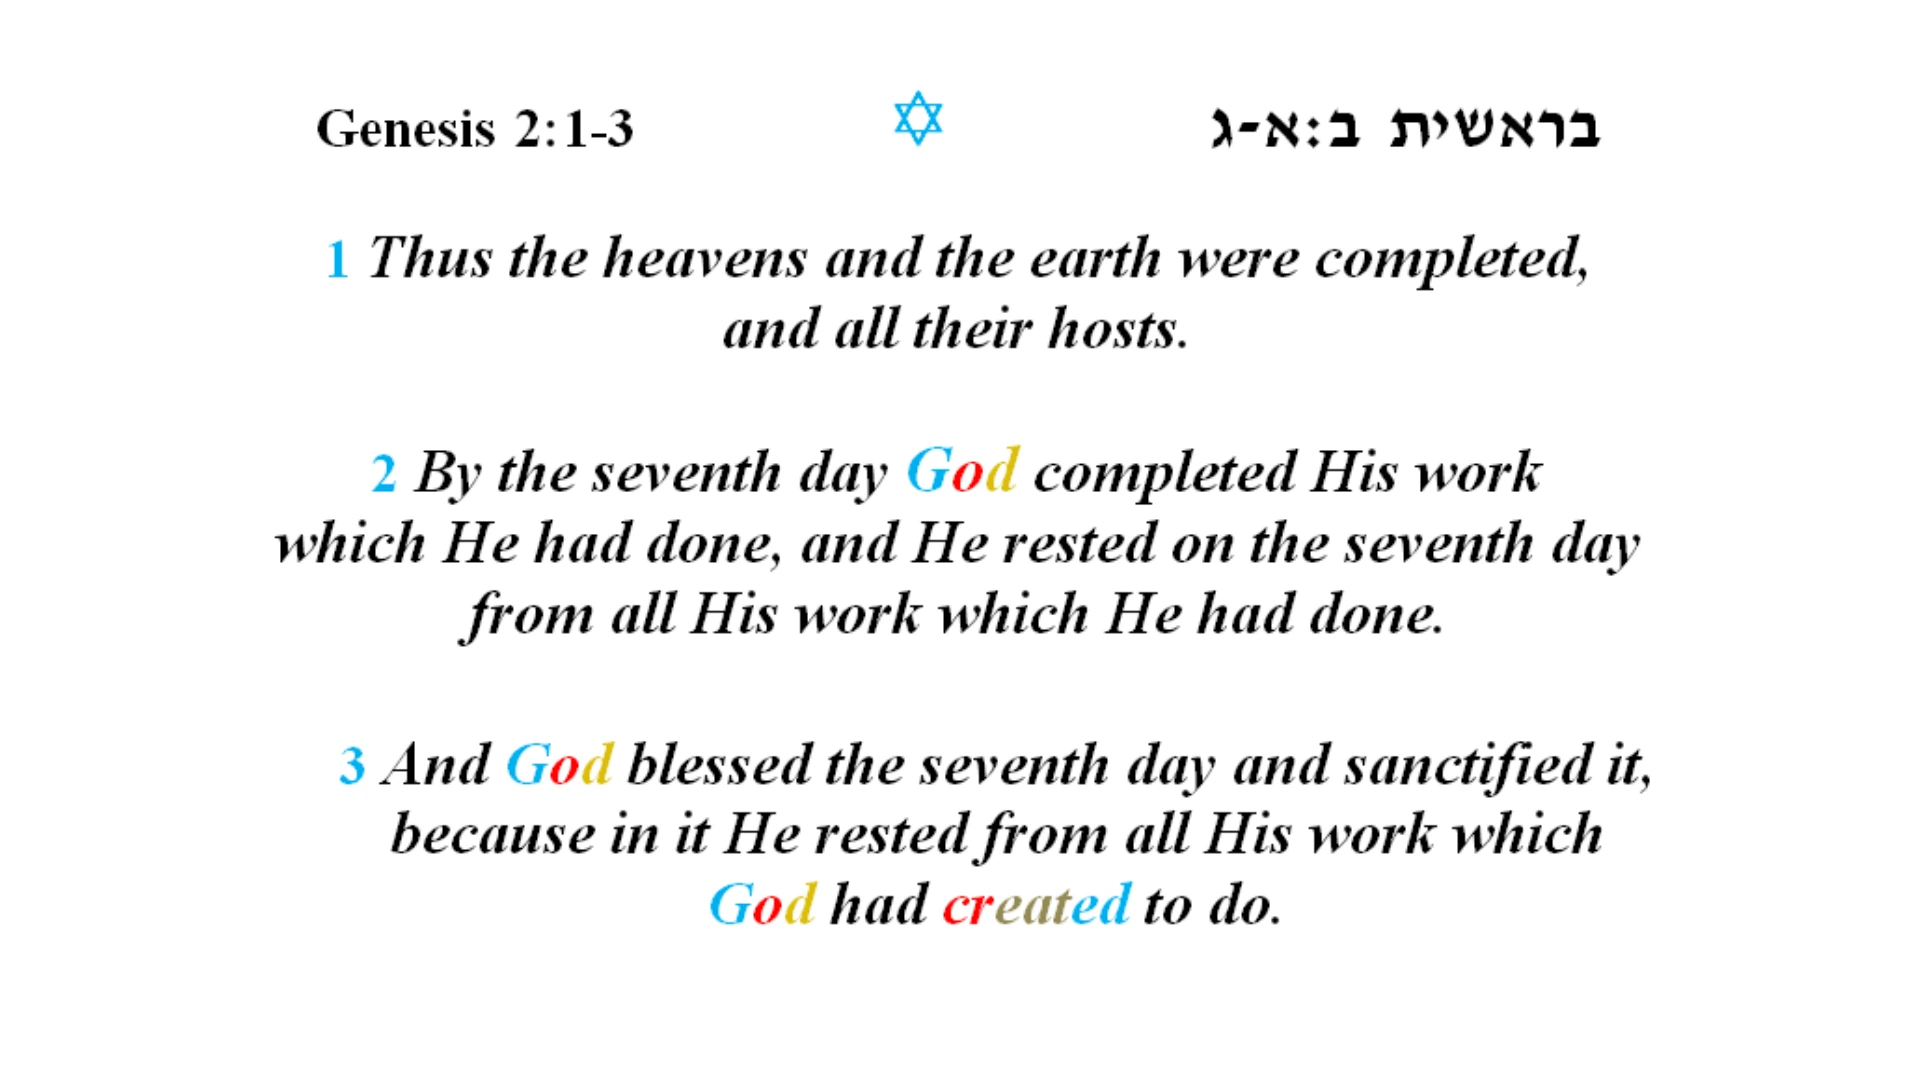 Genesis 2:1-3 ✡ בראשית ב:א-ג
1 Thus the heavens and the earth were completed,
and all their hosts.
2 By the seventh day God completed His work
which He had done, and He rested on the seventh day
from all His work which He had done.
3 And God blessed the seventh day and sanctified it,
because in it He rested from all His work which
God had created to do.